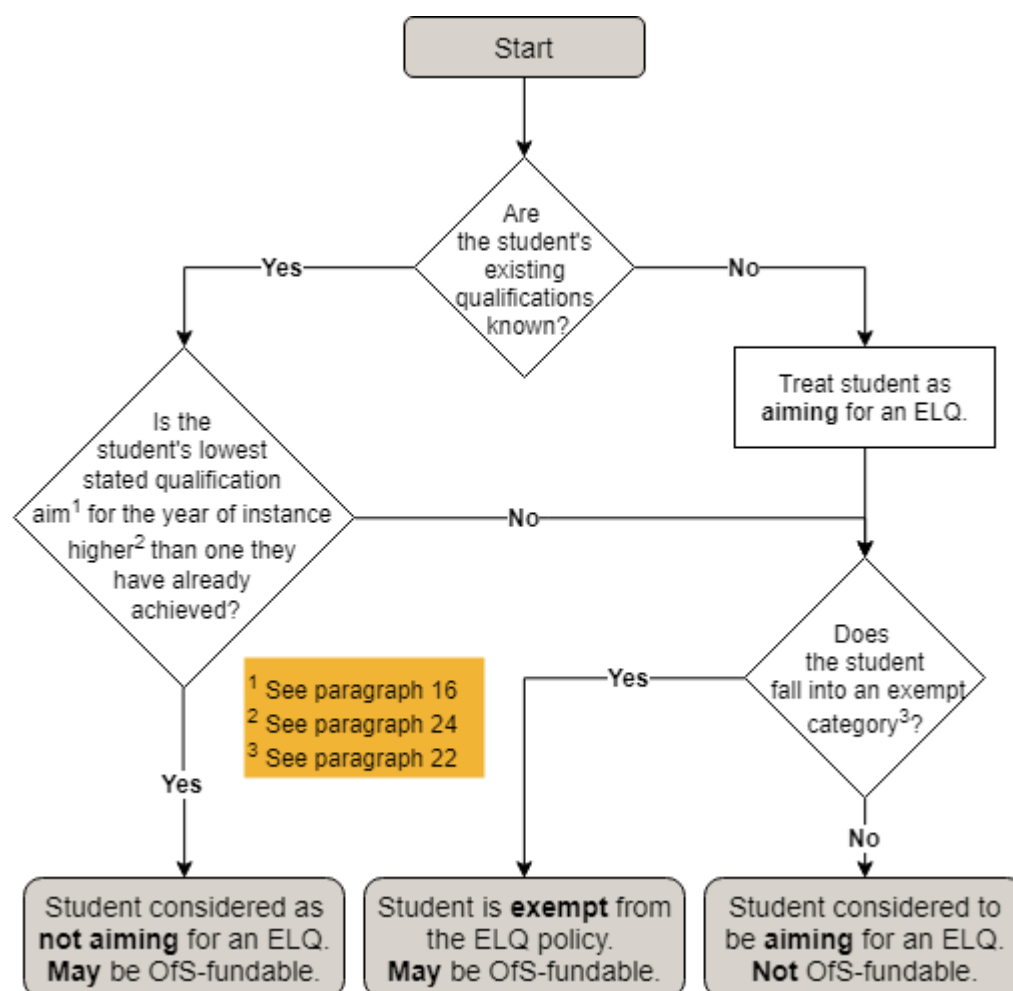 Start
Are
the student's
existing
qualifications
known?
Yes
No
Treat student as
aiming for an ELQ.
Is the
student's lowest
stated qualification
aim¹ for the year of instance
higher² than one they
have already
achieved?
No
Does
the student
fall into an exempt
category³?
Yes
¹ See paragraph 16
² See paragraph 24
³ See paragraph 22
Yes
No
Student considered as
not aiming for an ELQ.
May be OfS-fundable.
Student is exempt from
the ELQ policy.
May be OfS-fundable.
Student considered to
be aiming for an ELQ.
Not OfS-fundable.